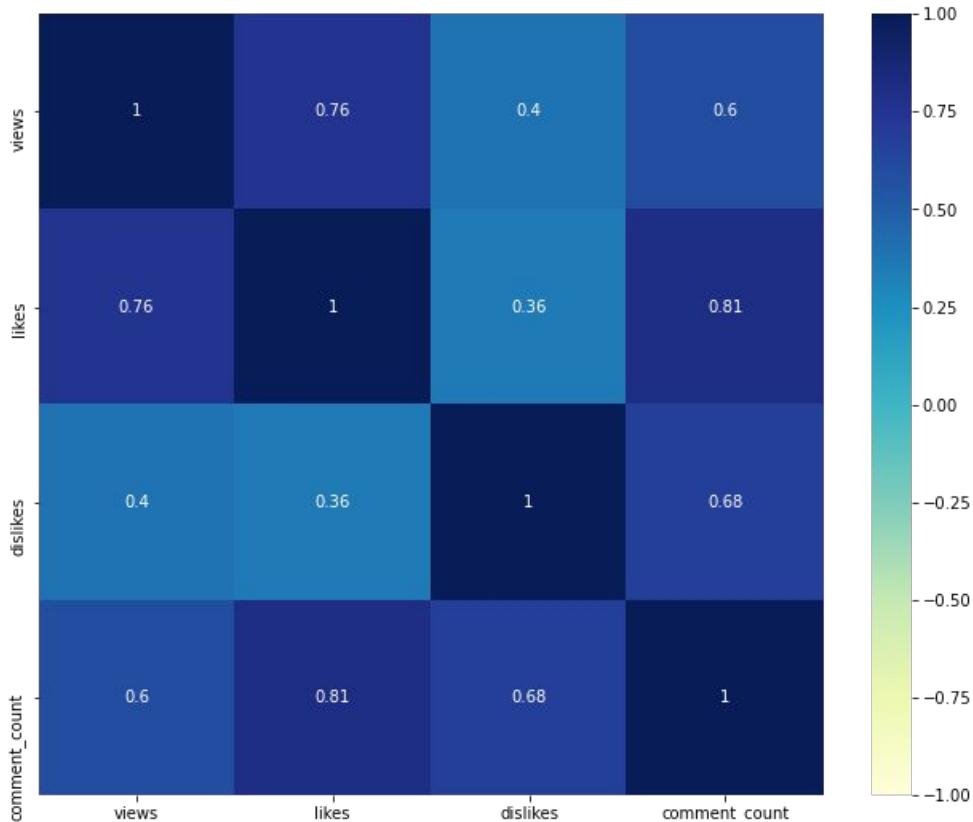 views 1 0.76 0.4 0.6
likes 0.76 1 0.36 0.81
dislikes 0.4 0.36 1 0.68
comment_count 0.6 0.81 0.68 1
views likes dislikes comment_count
1.00
0.75
0.50
0.25
0.00
−0.25
−0.50
−0.75
−1.00